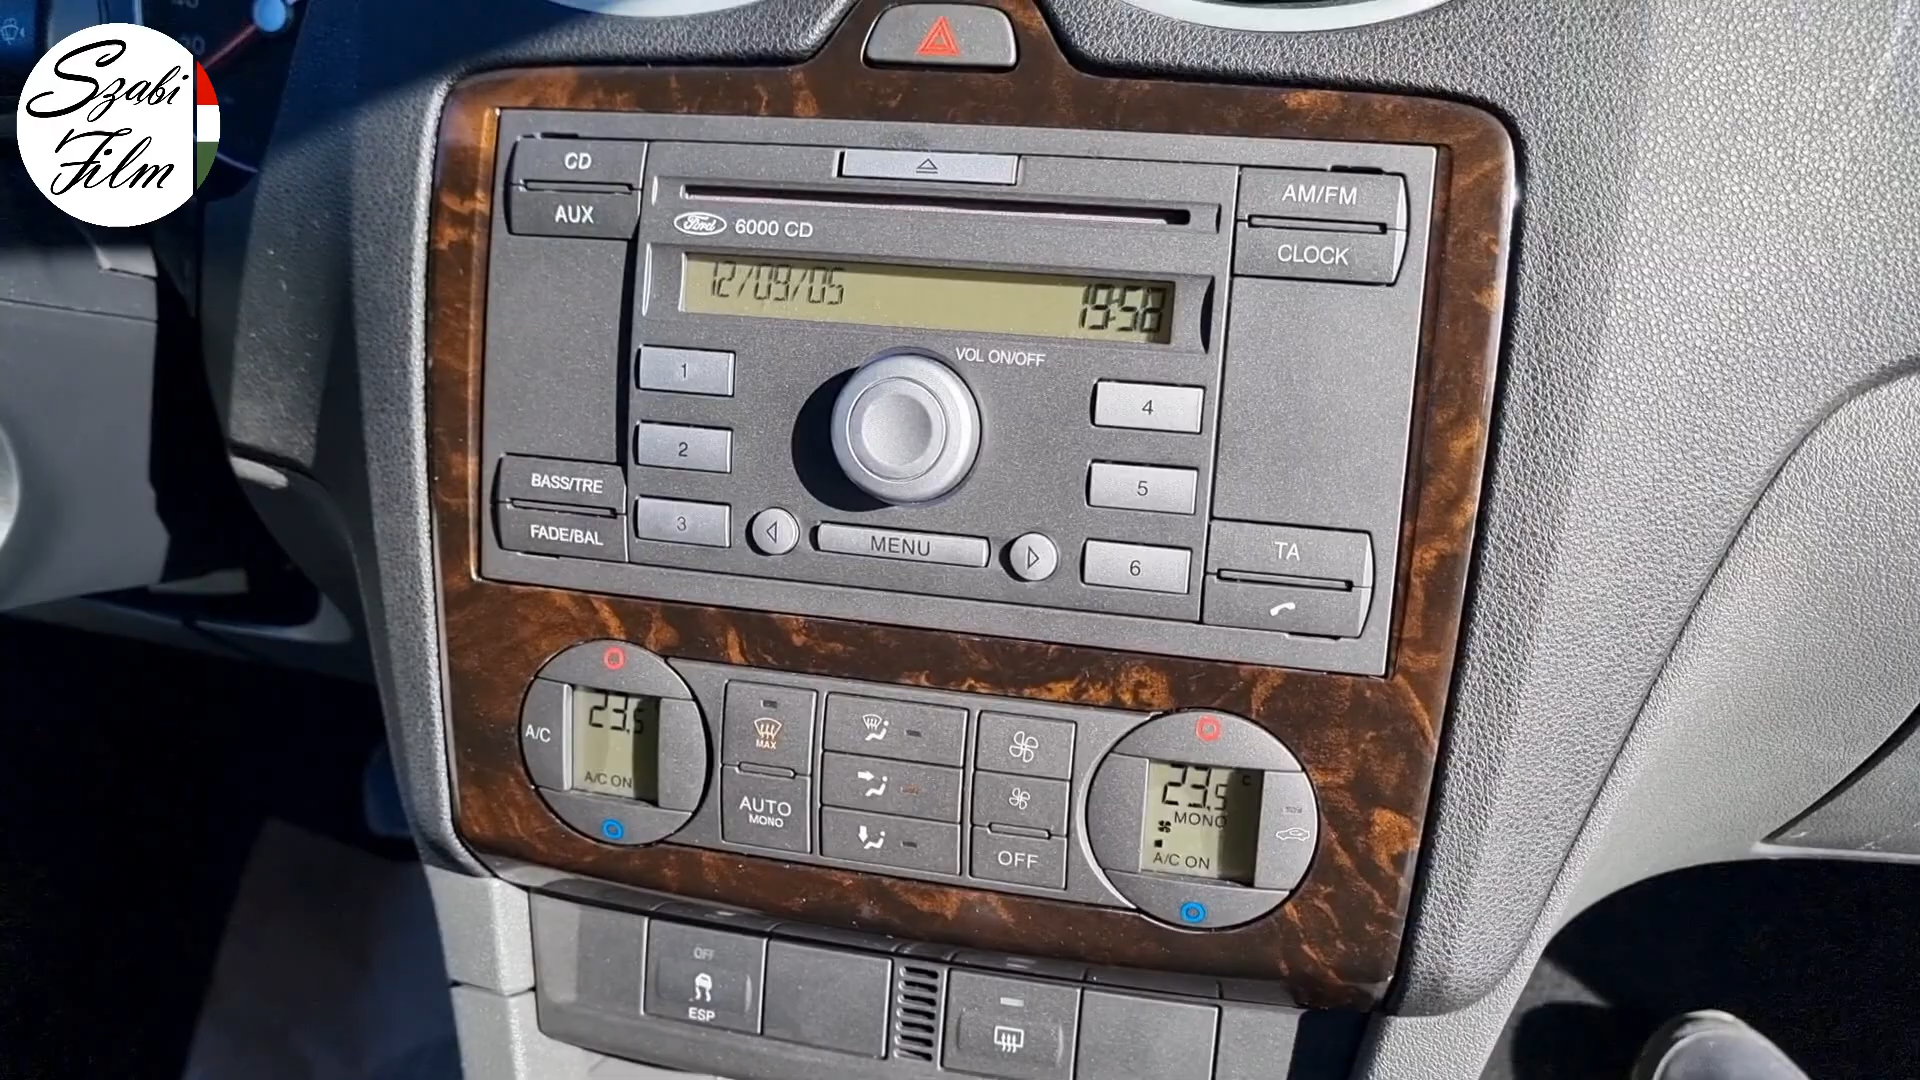 Szabi
Film
CD
AUX
AM/FM
CLOCK
Ford
6000 CD
12/09/05
19:58
VOL ON/OFF
1
2
3
4
5
6
BASS/TRE
FADE/BAL
MENU
TA
A/C
23,5
A/C ON
MAX
AUTO
MONO
OFF
23,5 C
MONO
A/C ON
OFF
ESP